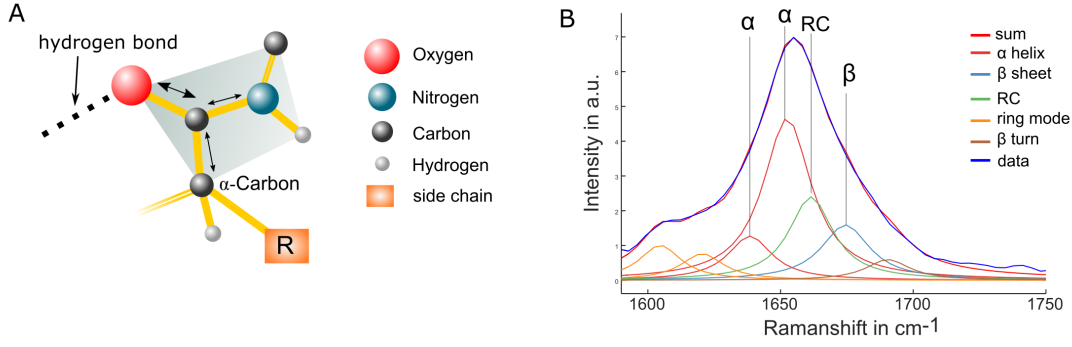 A
hydrogen bond
α-Carbon
R
Oxygen
Nitrogen
Carbon
Hydrogen
side chain
B
α
α
RC
β
sum
α helix
β sheet
RC
ring mode
β turn
data
Intensity in a.u.
7
6
5
4
3
2
1
0
1600
1650
1700
1750
Ramanshift in cm-1